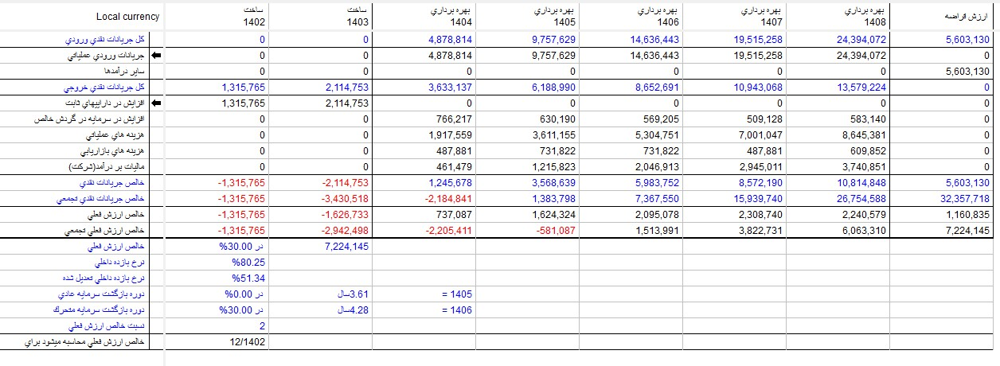 Local currency ساخت 1402 ساخت 1403 بهره برداري 1404 بهره برداري 1405 بهره برداري 1406 بهره برداري 1407 بهره برداري 1408 ارزش قراضه
كل جريانات نقدي ورودي 0 0 4,878,814 9,757,629 14,636,443 19,515,258 24,394,072 5,603,130
جريانات ورودي عملياتي 0 0 4,878,814 9,757,629 14,636,443 19,515,258 24,394,072 0
ساير درآمدها 0 0 0 0 0 0 0 5,603,130
كل جريانات نقدي خروجي 1,315,765 2,114,753 3,633,137 6,188,990 8,652,691 10,943,068 13,579,224 0
افزايش در داراييهاي ثابت 1,315,765 2,114,753 0 0 0 0 0 0
افزايش در سرمايه در گردش خالص 0 0 766,217 630,190 569,205 509,128 583,140 0
هزينه هاي عملياتي 0 0 1,917,559 3,611,155 5,304,751 7,001,047 8,645,381 0
هزينه هاي بازاريابي 0 0 487,881 731,822 731,822 487,881 609,852 0
ماليات بر درآمد(شركت) 0 0 461,479 1,215,823 2,046,913 2,945,011 3,740,851 0
خالص جريانات نقدي -1,315,765 -2,114,753 1,245,678 3,568,639 5,983,752 8,572,190 10,814,848 5,603,130
خالص جريانات نقدي تجمعي -1,315,765 -3,430,518 -2,184,841 1,383,798 7,367,550 15,939,740 26,754,588 32,357,718
خالص ارزش فعلي -1,315,765 -1,626,733 737,087 1,624,324 2,095,078 2,308,740 2,240,579 1,160,835
خالص ارزش فعلي تجمعي -1,315,765 -2,942,498 -2,205,411 -581,087 1,513,991 3,822,731 6,063,310 7,224,145
خالص ارزش فعلي در 30.00% 7,224,145
نرخ بازده داخلي 80.25%
نرخ بازده داخلي تعديل شده 51.34%
دوره بازگشت سرمايه عادي در 0.00% 3.61سال = 1405
دوره بازگشت سرمايه متحرك در 30.00% 4.28سال = 1406
نسبت خالص ارزش فعلي 2
خالص ارزش فعلي محاسبه ميشود براي 12/1402